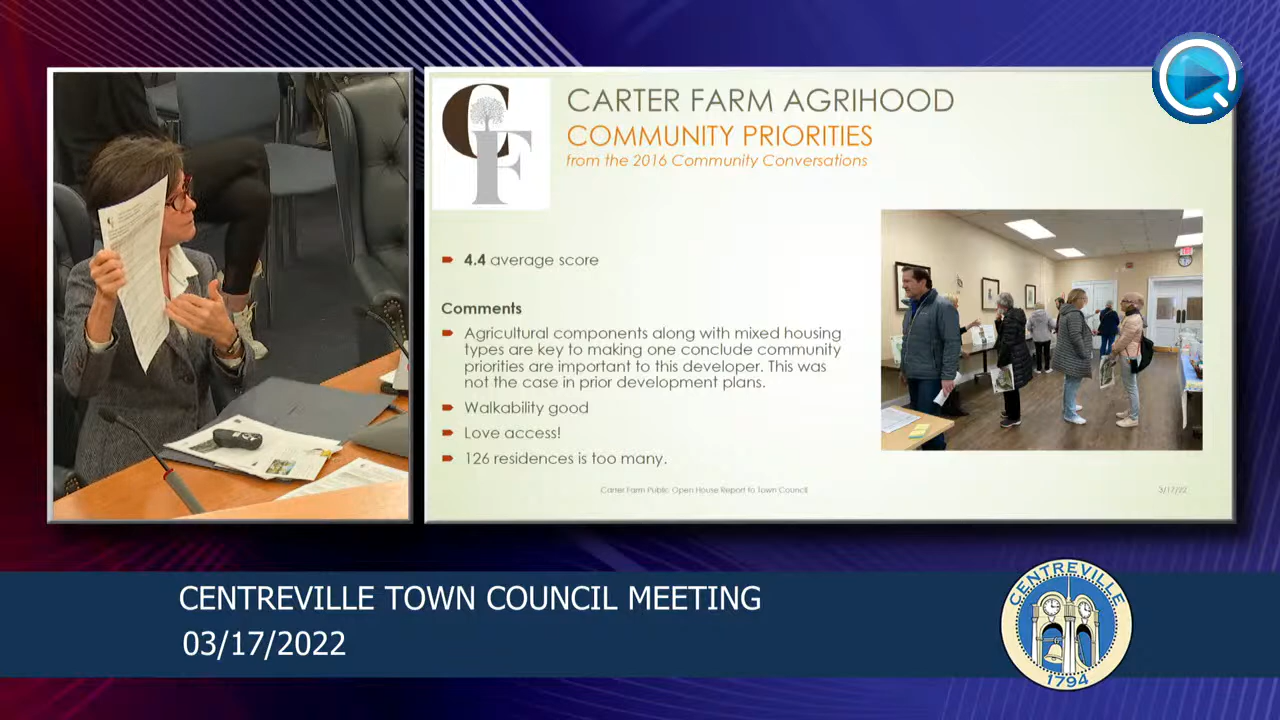 CF
CARTER FARM AGRIHOOD
COMMUNITY PRIORITIES
from the 2016 Community Conversations
4.4 average score
Comments
Agricultural components along with mixed housing
types are key to making one conclude community
priorities are important to this developer. This was
not the case in prior development plans.
Walkability good
Love access!
126 residences is too many.
Carter Farm Public Open House Report to Town Council
3/17/22
CENTREVILLE TOWN COUNCIL MEETING
03/17/2022
CENTREVILLE
1794